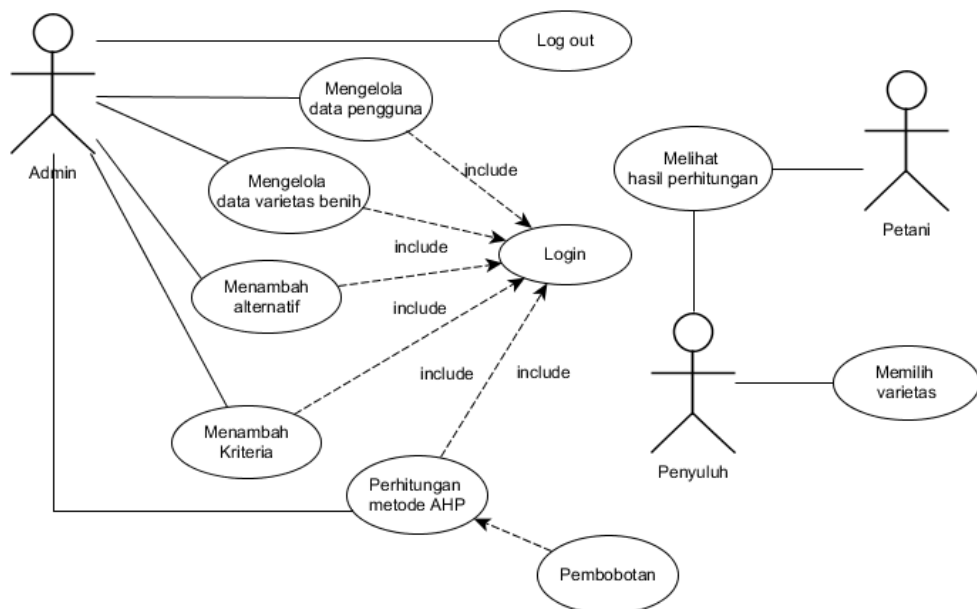 Log out
Mengelola
data pengguna
Admin
include
Melihat
hasil perhitungan
Petani
Mengelola
data varietas benih
include
Login
Menambah
alternatif
include
include
include
Memilih
varietas
Menambah
Kriteria
Penyuluh
Perhitungan
metode AHP
Pembobotan